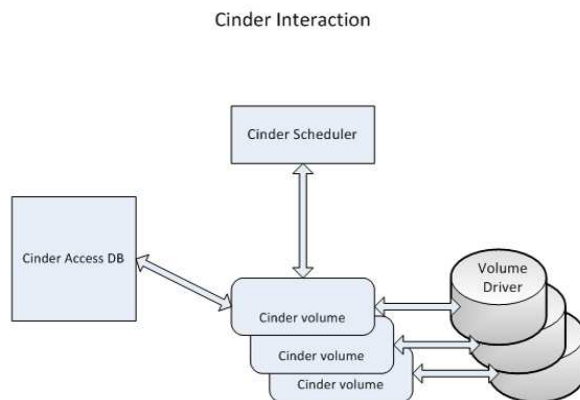 Cinder Interaction
Cinder Scheduler
Cinder Access DB
Volume
Driver
Cinder volume
Cinder volume
Cinder volume